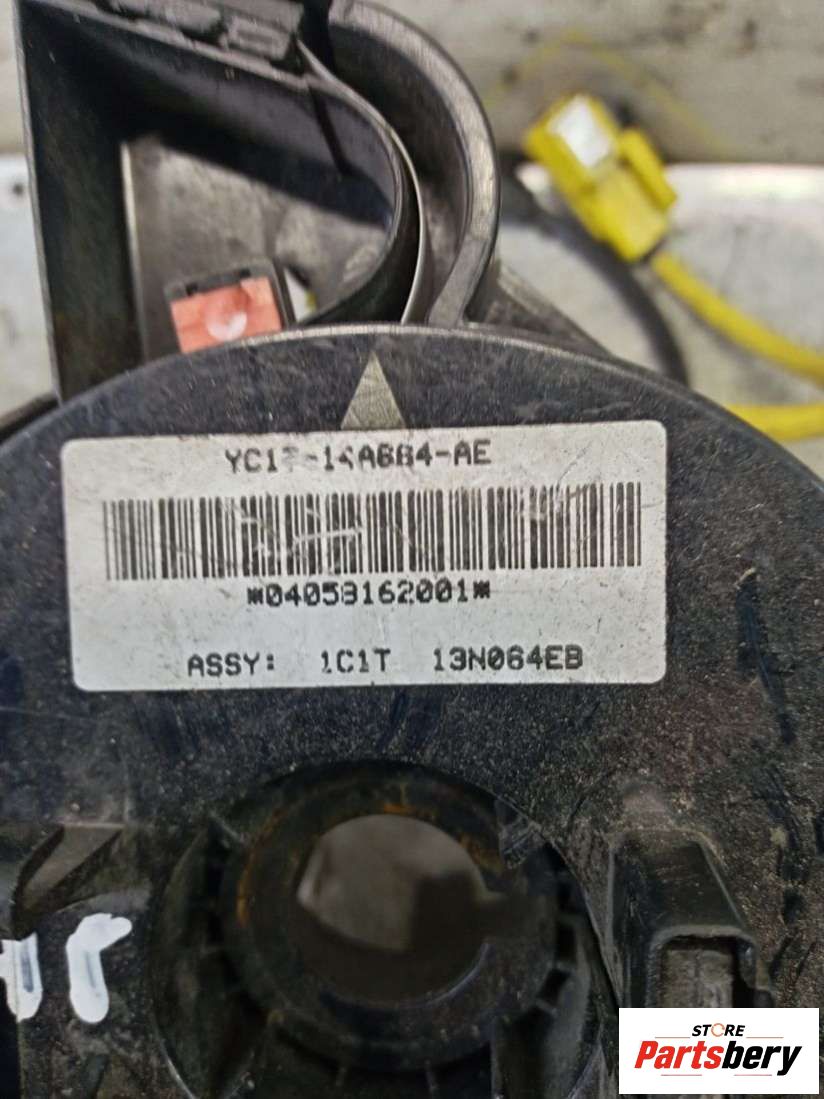 YC1T-14A664-AE
*04058162001*
ASSY: 1C1T 13N064EB
STORE
Partsbery